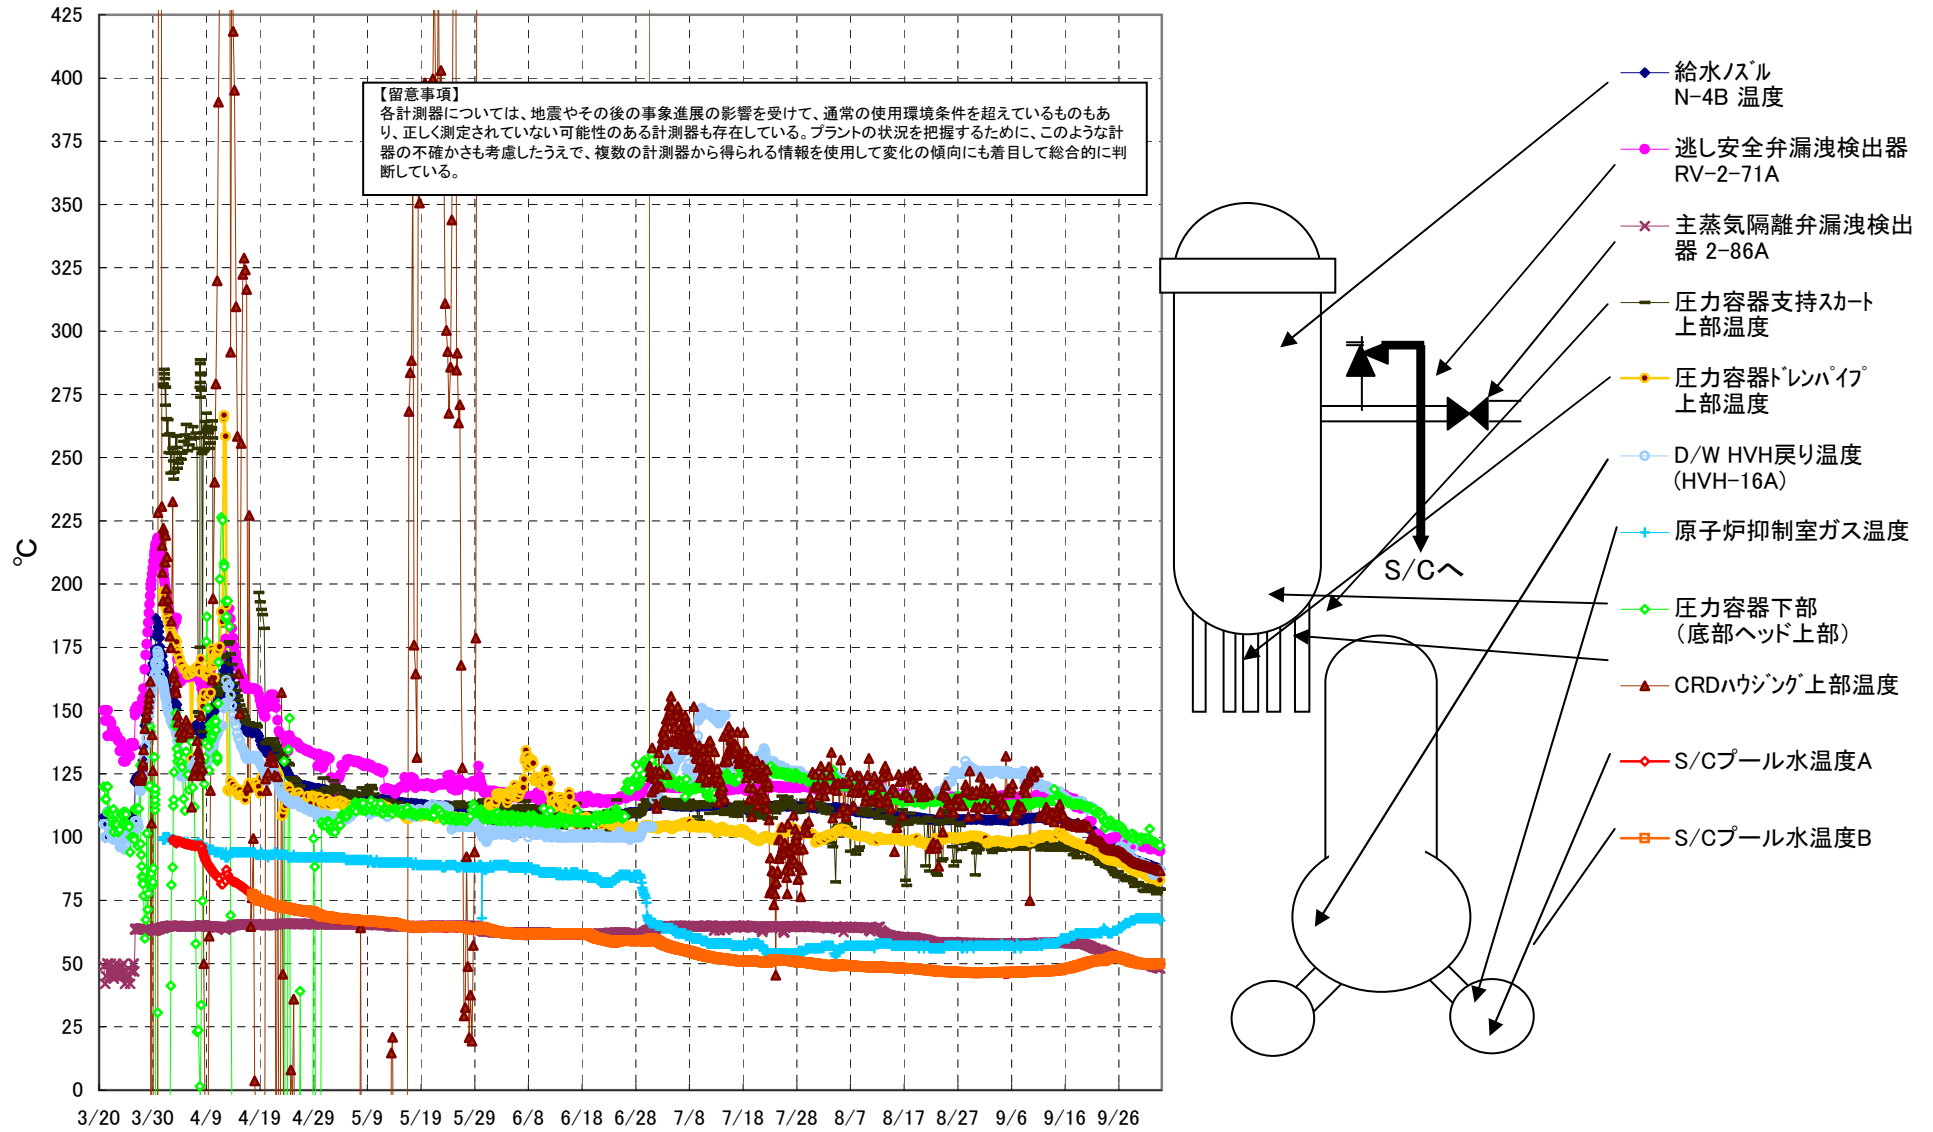 425
400
375
350
325
300
275
250
225
200
175
150
125
100
75
50
25
0
℃
3/20 3/30 4/9 4/19 4/29 5/9 5/19 5/29 6/8 6/18 6/28 7/8 7/18 7/28 8/7 8/17 8/27 9/6 9/16 9/26
【留意事項】
各計測器については、地震やその後の事象進展の影響を受けて、通常の使用環境条件を超えているものもあ
り、正しく測定されていない可能性のある計測器も存在している。プラントの状況を把握するために、このような計
器の不確かさも考慮したうえで、複数の計測器から得られる情報を使用して変化の傾向にも着目して総合的に判
断している。
S/Cへ
給水ﾉｽﾞﾙ
N-4B 温度
逃し安全弁漏洩検出器
RV-2-71A
主蒸気隔離弁漏洩検出
器 2-86A
圧力容器支持ｽｶｰﾄ
上部温度
圧力容器ﾄﾞﾚﾝﾊﾟｲﾌﾟ
上部温度
D/W HVH戻り温度
(HVH-16A)
原子炉抑制室ガス温度
圧力容器下部
（底部ヘッド上部）
CRDﾊｳｼﾞﾝｸﾞ上部温度
S/Cプール水温度A
S/Cプール水温度B